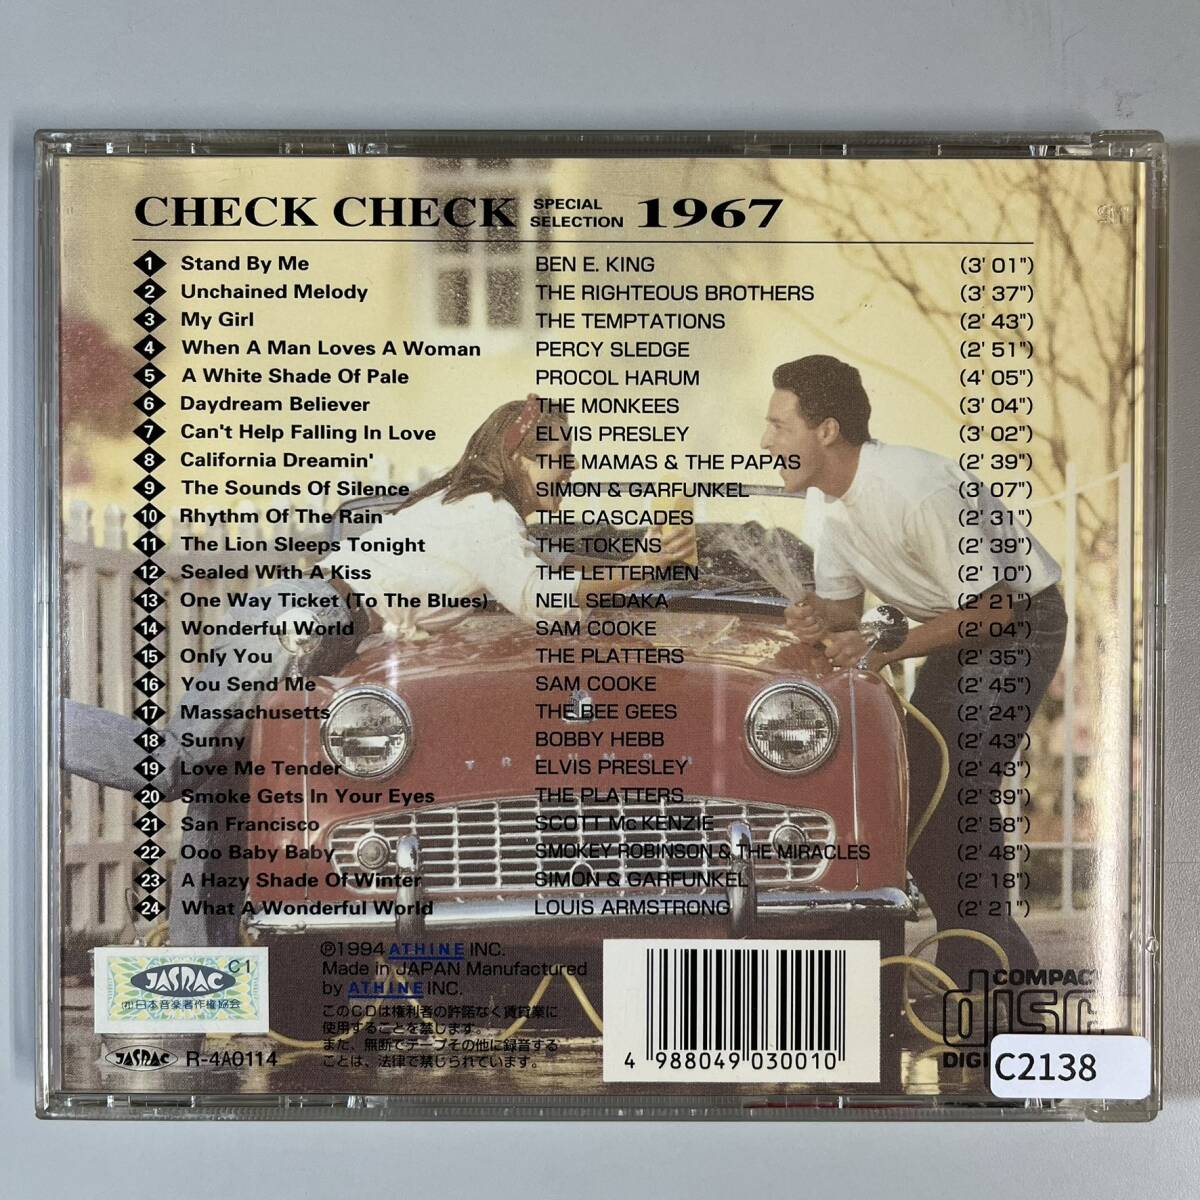 CHECK CHECK SPECIAL SELECTION 1967
1 Stand By Me BEN E. KING (3' 01")
2 Unchained Melody THE RIGHTEOUS BROTHERS (3' 37")
3 My Girl THE TEMPTATIONS (2' 43")
4 When A Man Loves A Woman PERCY SLEDGE (2' 51")
5 A White Shade Of Pale PROCOL HARUM (4' 05")
6 Daydream Believer THE MONKEES (3' 04")
7 Can't Help Falling In Love ELVIS PRESLEY (3' 02")
8 California Dreamin' THE MAMAS & THE PAPAS (2' 39")
9 The Sounds Of Silence SIMON & GARFUNKEL (3' 07")
10 Rhythm Of The Rain THE CASCADES (2' 31")
11 The Lion Sleeps Tonight THE TOKENS (2' 39")
12 Sealed With A Kiss THE LETTERMEN (2' 10")
13 One Way Ticket (To The Blues) NEIL SEDAKA (2' 21")
14 Wonderful World SAM COOKE (2' 04")
15 Only You THE PLATTERS (2' 35")
16 You Send Me SAM COOKE (2' 45")
17 Massachusetts THE BEE GEES (2' 24")
18 Sunny BOBBY HEBB (2' 43")
19 Love Me Tender ELVIS PRESLEY (2' 43")
20 Smoke Gets In Your Eyes THE PLATTERS (2' 39")
21 San Francisco SCOTT Mc KENZIE (2' 58")
22 Ooo Baby Baby SMOKEY ROBINSON & THE MIRACLES (2' 48")
23 A Hazy Shade Of Winter SIMON & GARFUNKEL (2' 18")
24 What A Wonderful World LOUIS ARMSTRONG (2' 21")
TRIUMPH
JASRAC C1
(社)日本音楽著作権協会
JASRAC R-4A0114
℗1994 ATHINE INC.
Made in JAPAN Manufactured
by ATHINE INC.
このCDは権利者の許諾なく賃貸業に
使用することを禁じます。
また、無断でテープその他に録音する
ことは、法律で禁じられています。
4 988049 030010
COMPACT
disc
C2138